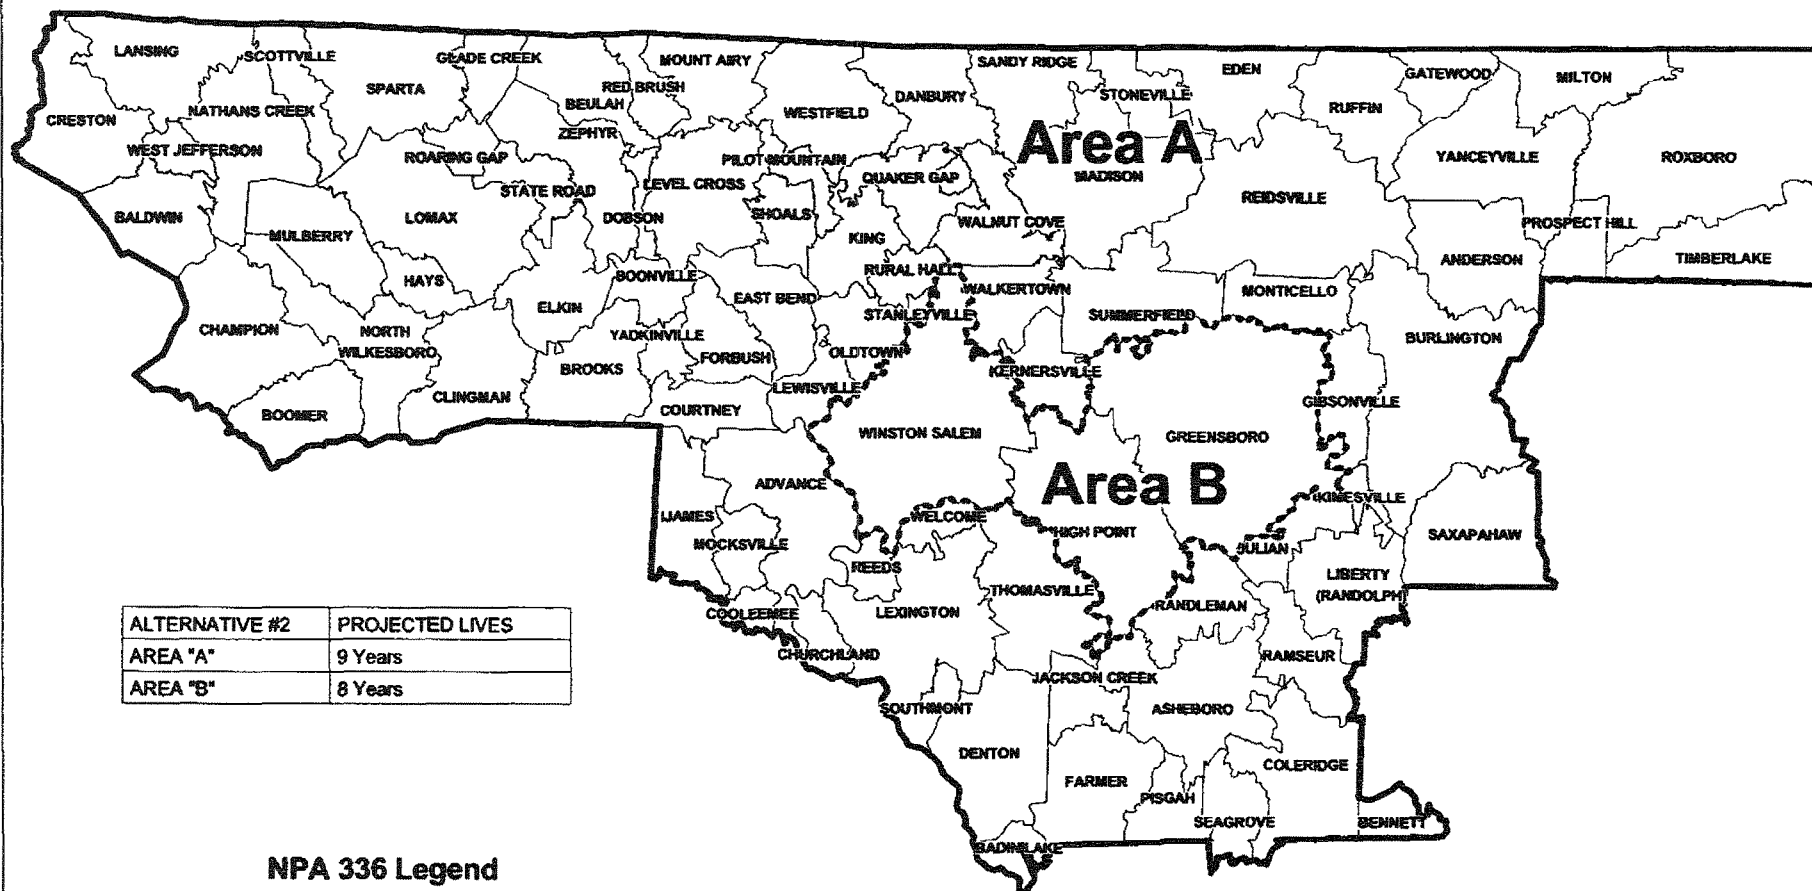 LANSING
SCOTTVILLE
GLADE CREEK
MOUNT AIRY
SANDY RIDGE
EDEN
GATEWOOD
MILTON
SPARTA
RED BRUSH
BEULAH
DANBURY
STONEVILLE
RUFFIN
CRESTON
NATHANS CREEK
ZEPHYR
WESTFIELD
Area A
WEST JEFFERSON
ROARING GAP
PILOT MOUNTAIN
YANCEYVILLE
ROXBORO
STATE ROAD
LEVEL CROSS
QUAKER GAP
MADISON
REIDSVILLE
BALDWIN
LOMAX
DOBSON
SHOALS
WALNUT COVE
PROSPECT HILL
MULBERRY
KING
ANDERSON
TIMBERLAKE
HAYS
BOONVILLE
RURAL HALL
WALKERTOWN
MONTICELLO
ELKIN
EAST BEND
STANLEYVILLE
SUMMERFIELD
CHAMPION
NORTH
WILKESBORO
YADKINVILLE
BURLINGTON
FORBUSH
OLDTOWN
BROOKS
KERNERSVILLE
LEWISVILLE
CLINGMAN
GIBSONVILLE
BOOMER
COURTNEY
WINSTON SALEM
GREENSBORO
ADVANCE
Area B
KIMESVILLE
IJAMES
WELCOME
HIGH POINT
SAXAPAHAW
MOCKSVILLE
JULIAN
REEDS
LIBERTY
(RANDOLPH)
THOMASVILLE
RANDLEMAN
COOLEEMEE
LEXINGTON
CHURCHLAND
RAMSEUR
JACKSON CREEK
SOUTHMONT
ASHEBORO
DENTON
COLERIDGE
FARMER
PISGAH
SEAGROVE
BENNETT
BADIN LAKE
ALTERNATIVE #2 PROJECTED LIVES
AREA "A" 9 Years
AREA "B" 8 Years
NPA 336 Legend